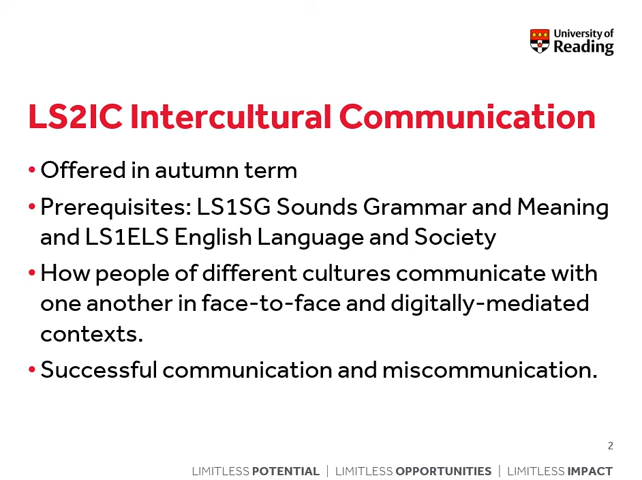 University of
Reading
LS2IC Intercultural Communication
• Offered in autumn term
• Prerequisites: LS1SG Sounds Grammar and Meaning
and LS1ELS English Language and Society
• How people of different cultures communicate with
one another in face-to-face and digitally-mediated
contexts.
• Successful communication and miscommunication.
2
LIMITLESS POTENTIAL | LIMITLESS OPPORTUNITIES | LIMITLESS IMPACT